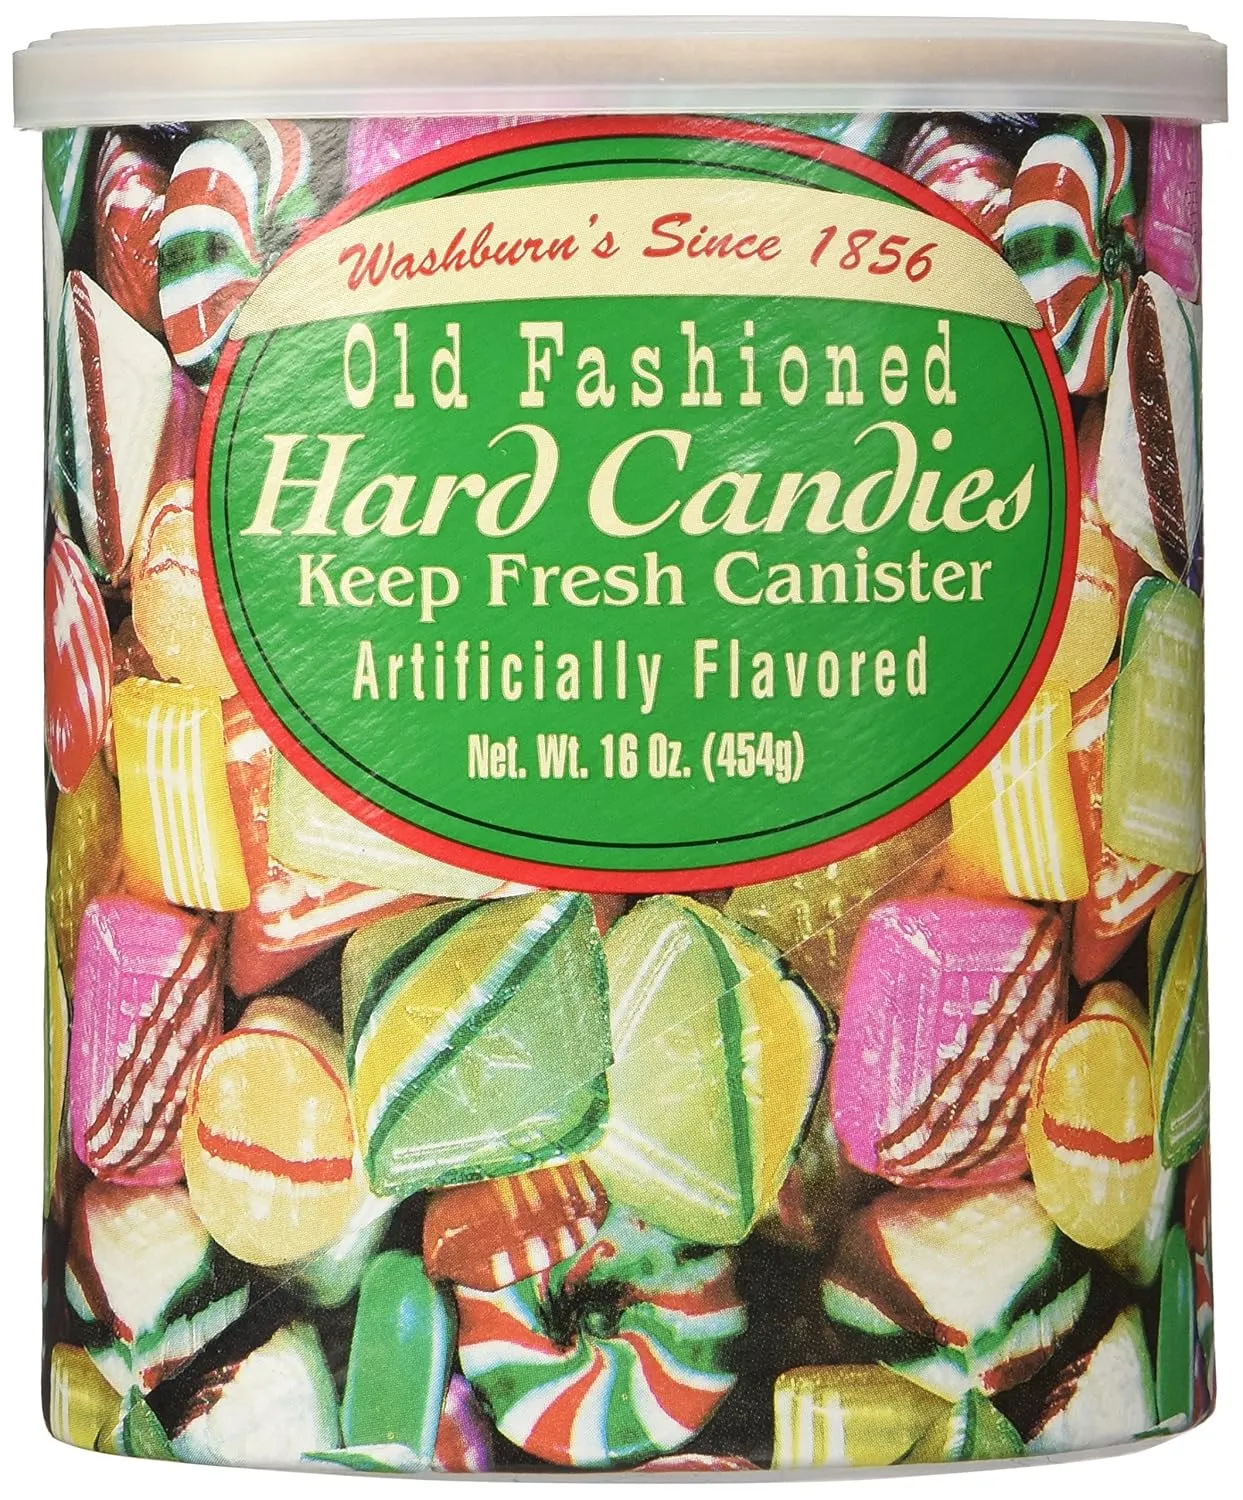 Washburn's Since 1856
Old Fashioned
Hard Candies
Keep Fresh Canister
Artificially Flavored
Net. Wt. 16 Oz. (454g)